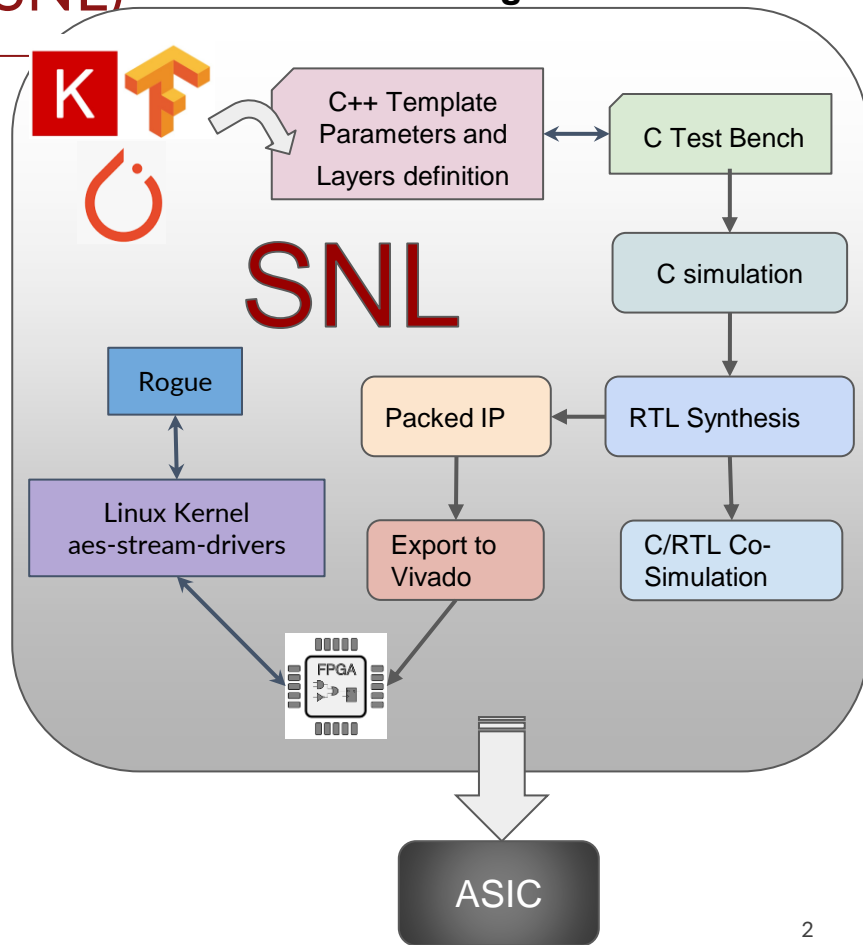 SNL)
K
C++ Template
Parameters and
Layers definition
C Test Bench
SNL
C simulation
Rogue
Packed IP
RTL Synthesis
Linux Kernel
aes-stream-drivers
Export to
Vivado
C/RTL Co-
Simulation
FPGA
ASIC
2